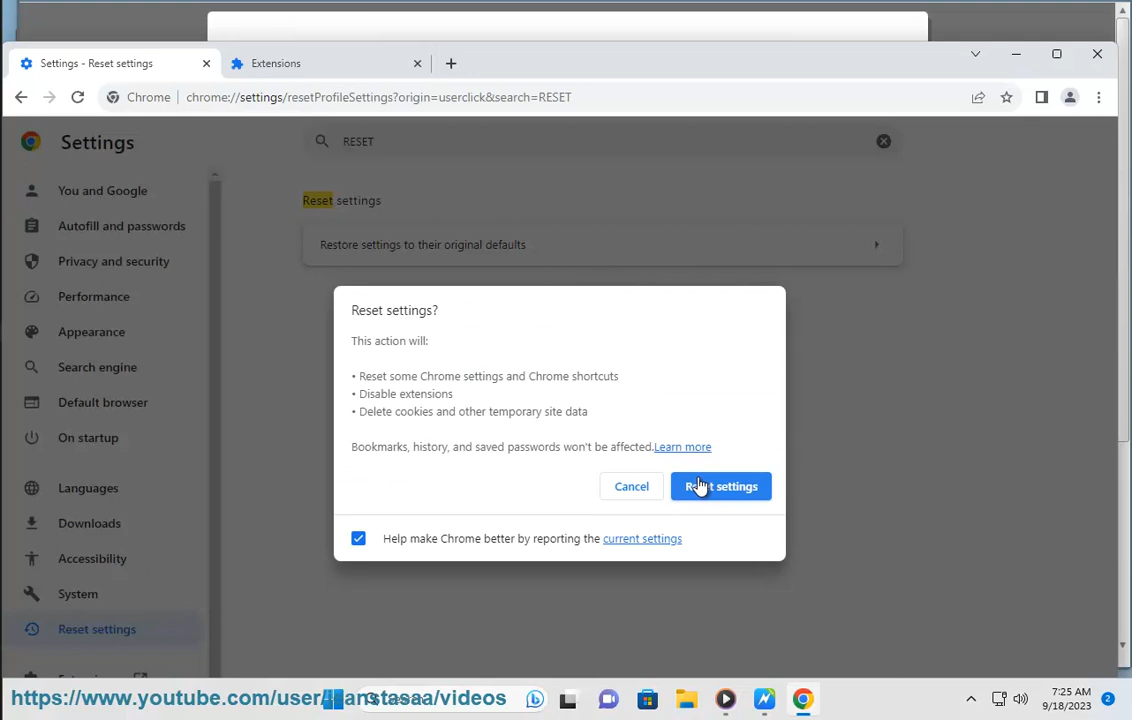 Settings - Reset settings
Extensions
Chrome
chrome://settings/resetProfileSettings?origin=userclick&search=RESET
Settings
RESET
You and Google
Autofill and passwords
Privacy and security
Performance
Appearance
Search engine
Default browser
On startup
Languages
Downloads
Accessibility
System
Reset settings
Reset settings
Restore settings to their original defaults
Reset settings?
This action will:
• Reset some Chrome settings and Chrome shortcuts
• Disable extensions
• Delete cookies and other temporary site data
Bookmarks, history, and saved passwords won't be affected.Learn more
Cancel
Reset settings
Help make Chrome better by reporting the current settings
7:25 AM
9/18/2023
2